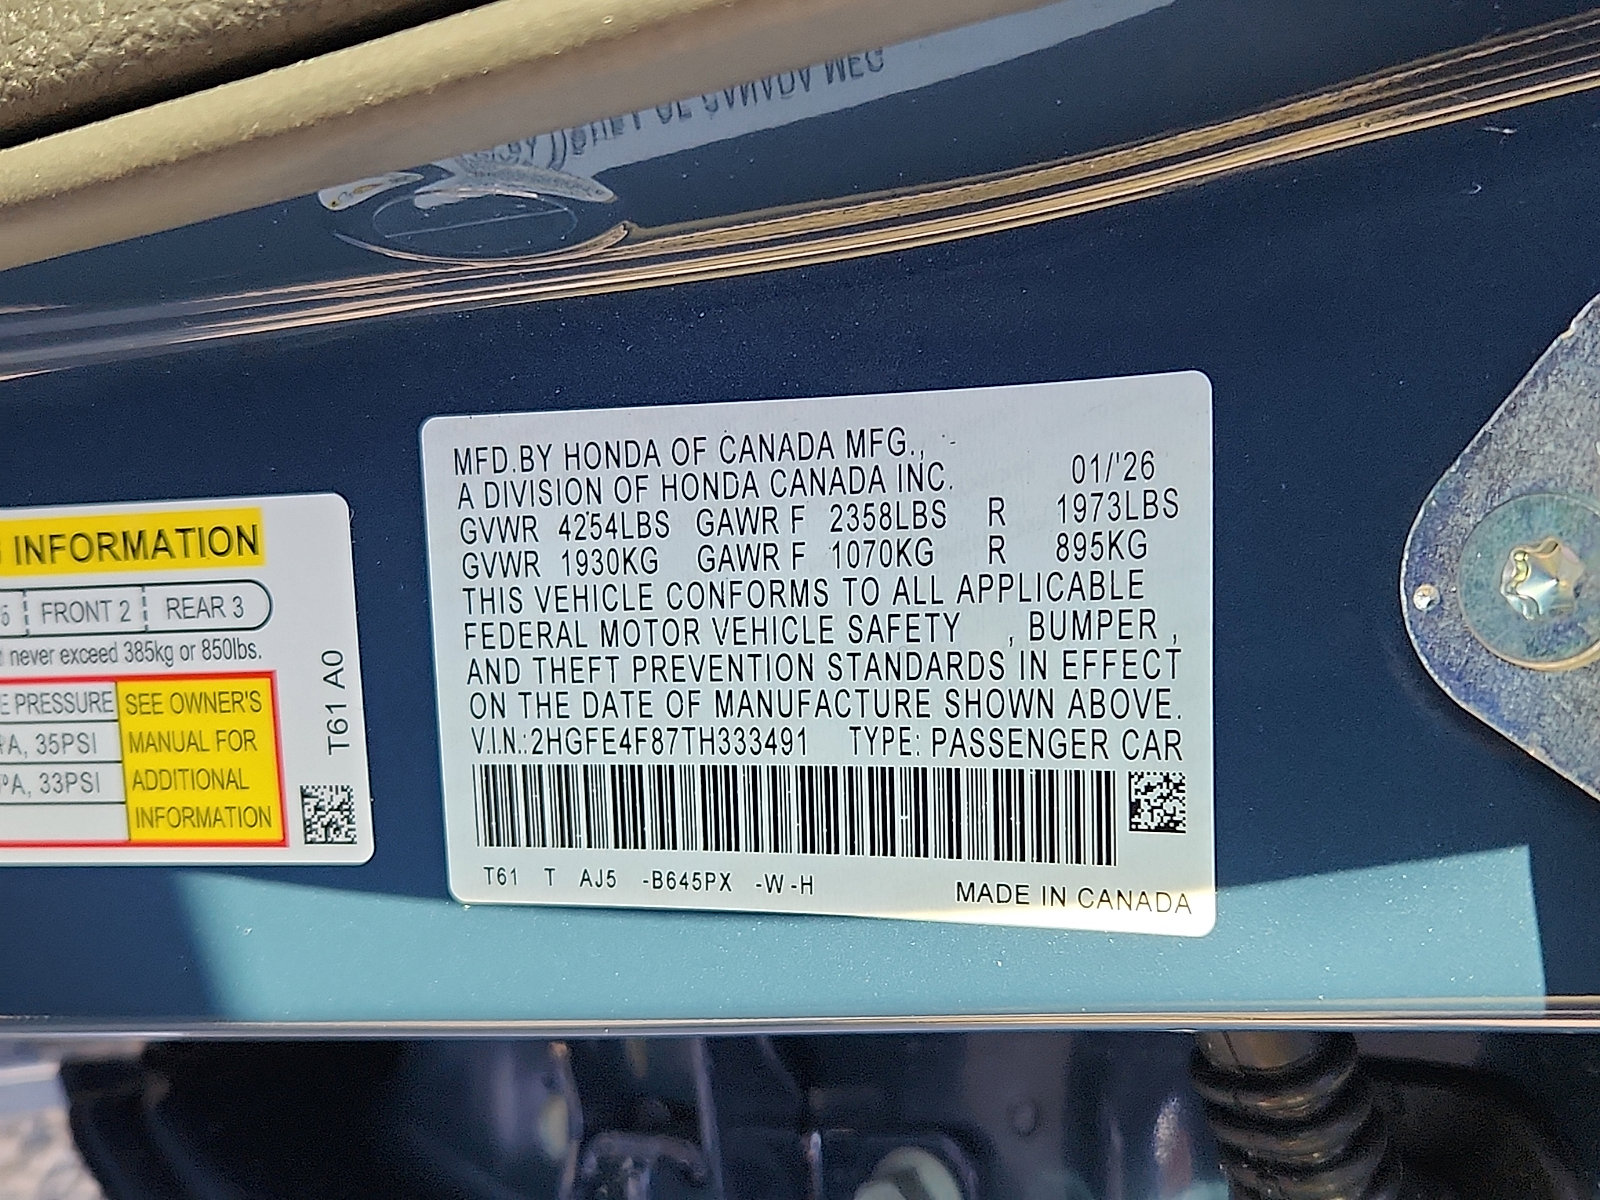 INFORMATION
FRONT 2 REAR 3
never exceed 385kg or 850lbs.
PRESSURE
SEE OWNER'S
MANUAL FOR
ADDITIONAL
INFORMATION
35PSI
33PSI
T61 A0
MFD.BY HONDA OF CANADA MFG.,
A DIVISION OF HONDA CANADA INC. 01/'26
GVWR 4254LBS GAWR F 2358LBS R 1973LBS
GVWR 1930KG GAWR F 1070KG R 895KG
THIS VEHICLE CONFORMS TO ALL APPLICABLE
FEDERAL MOTOR VEHICLE SAFETY , BUMPER ,
AND THEFT PREVENTION STANDARDS IN EFFECT
ON THE DATE OF MANUFACTURE SHOWN ABOVE.
V.I.N.:2HGFE4F87TH333491 TYPE: PASSENGER CAR
T61 T AJ5 -B645PX -W-H
MADE IN CANADA